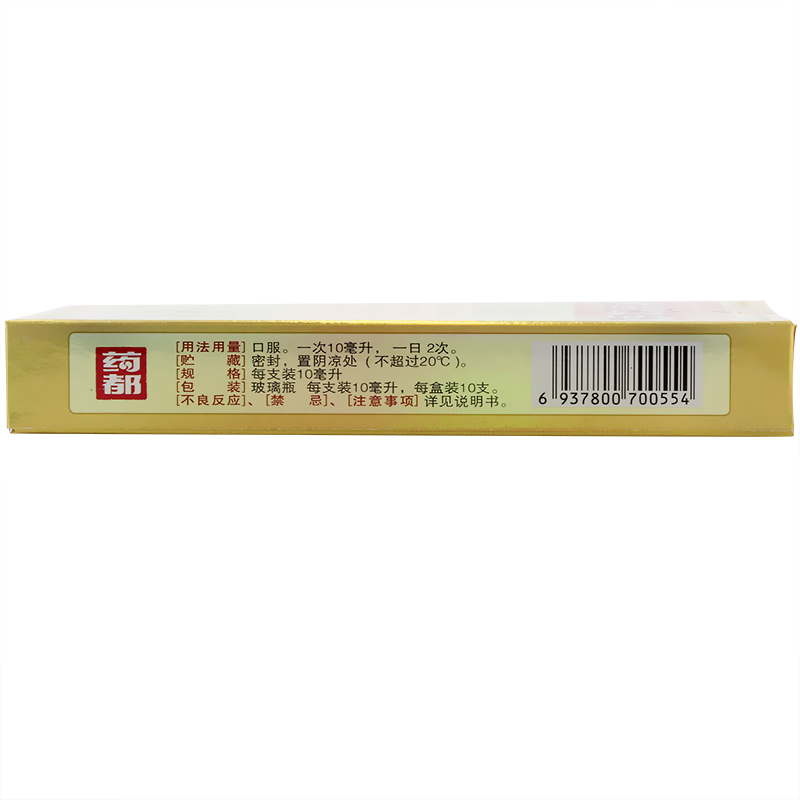 药都
[用法用量] 口服。一次10毫升，一日 2次。
[贮 藏] 密封，置阴凉处（不超过20℃）。
[规 格] 每支装10毫升
[包 装] 玻璃瓶 每支装10毫升，每盒装10支。
[不良反应]、[禁 忌]、[注意事项] 详见说明书。
6 937800 700554